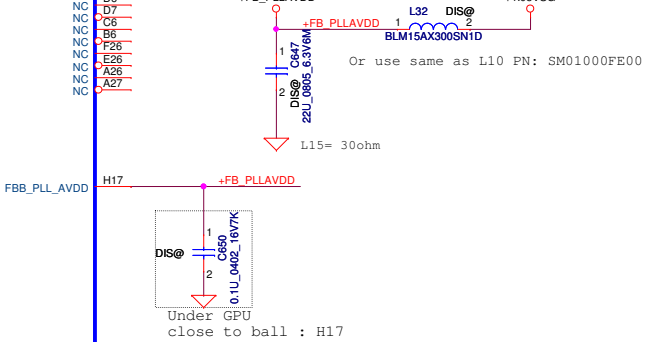 NC
D7
NC
C6
NC
B6
NC
F26
NC
E26
NC
A26
NC
A27
NC
+FB_PLLAVDD
1
L32
DIS@
2
BLM15AX300SN1D
Or use same as L10 PN: SM01000FE00
1
2
DIS@
C647
22U_0805_6.3V6M
L15= 30ohm
FBB_PLL_AVDD
H17
+FB_PLLAVDD
1
DIS@
2
C650
0.1U_0402_16V7K
Under GPU
close to ball : H17